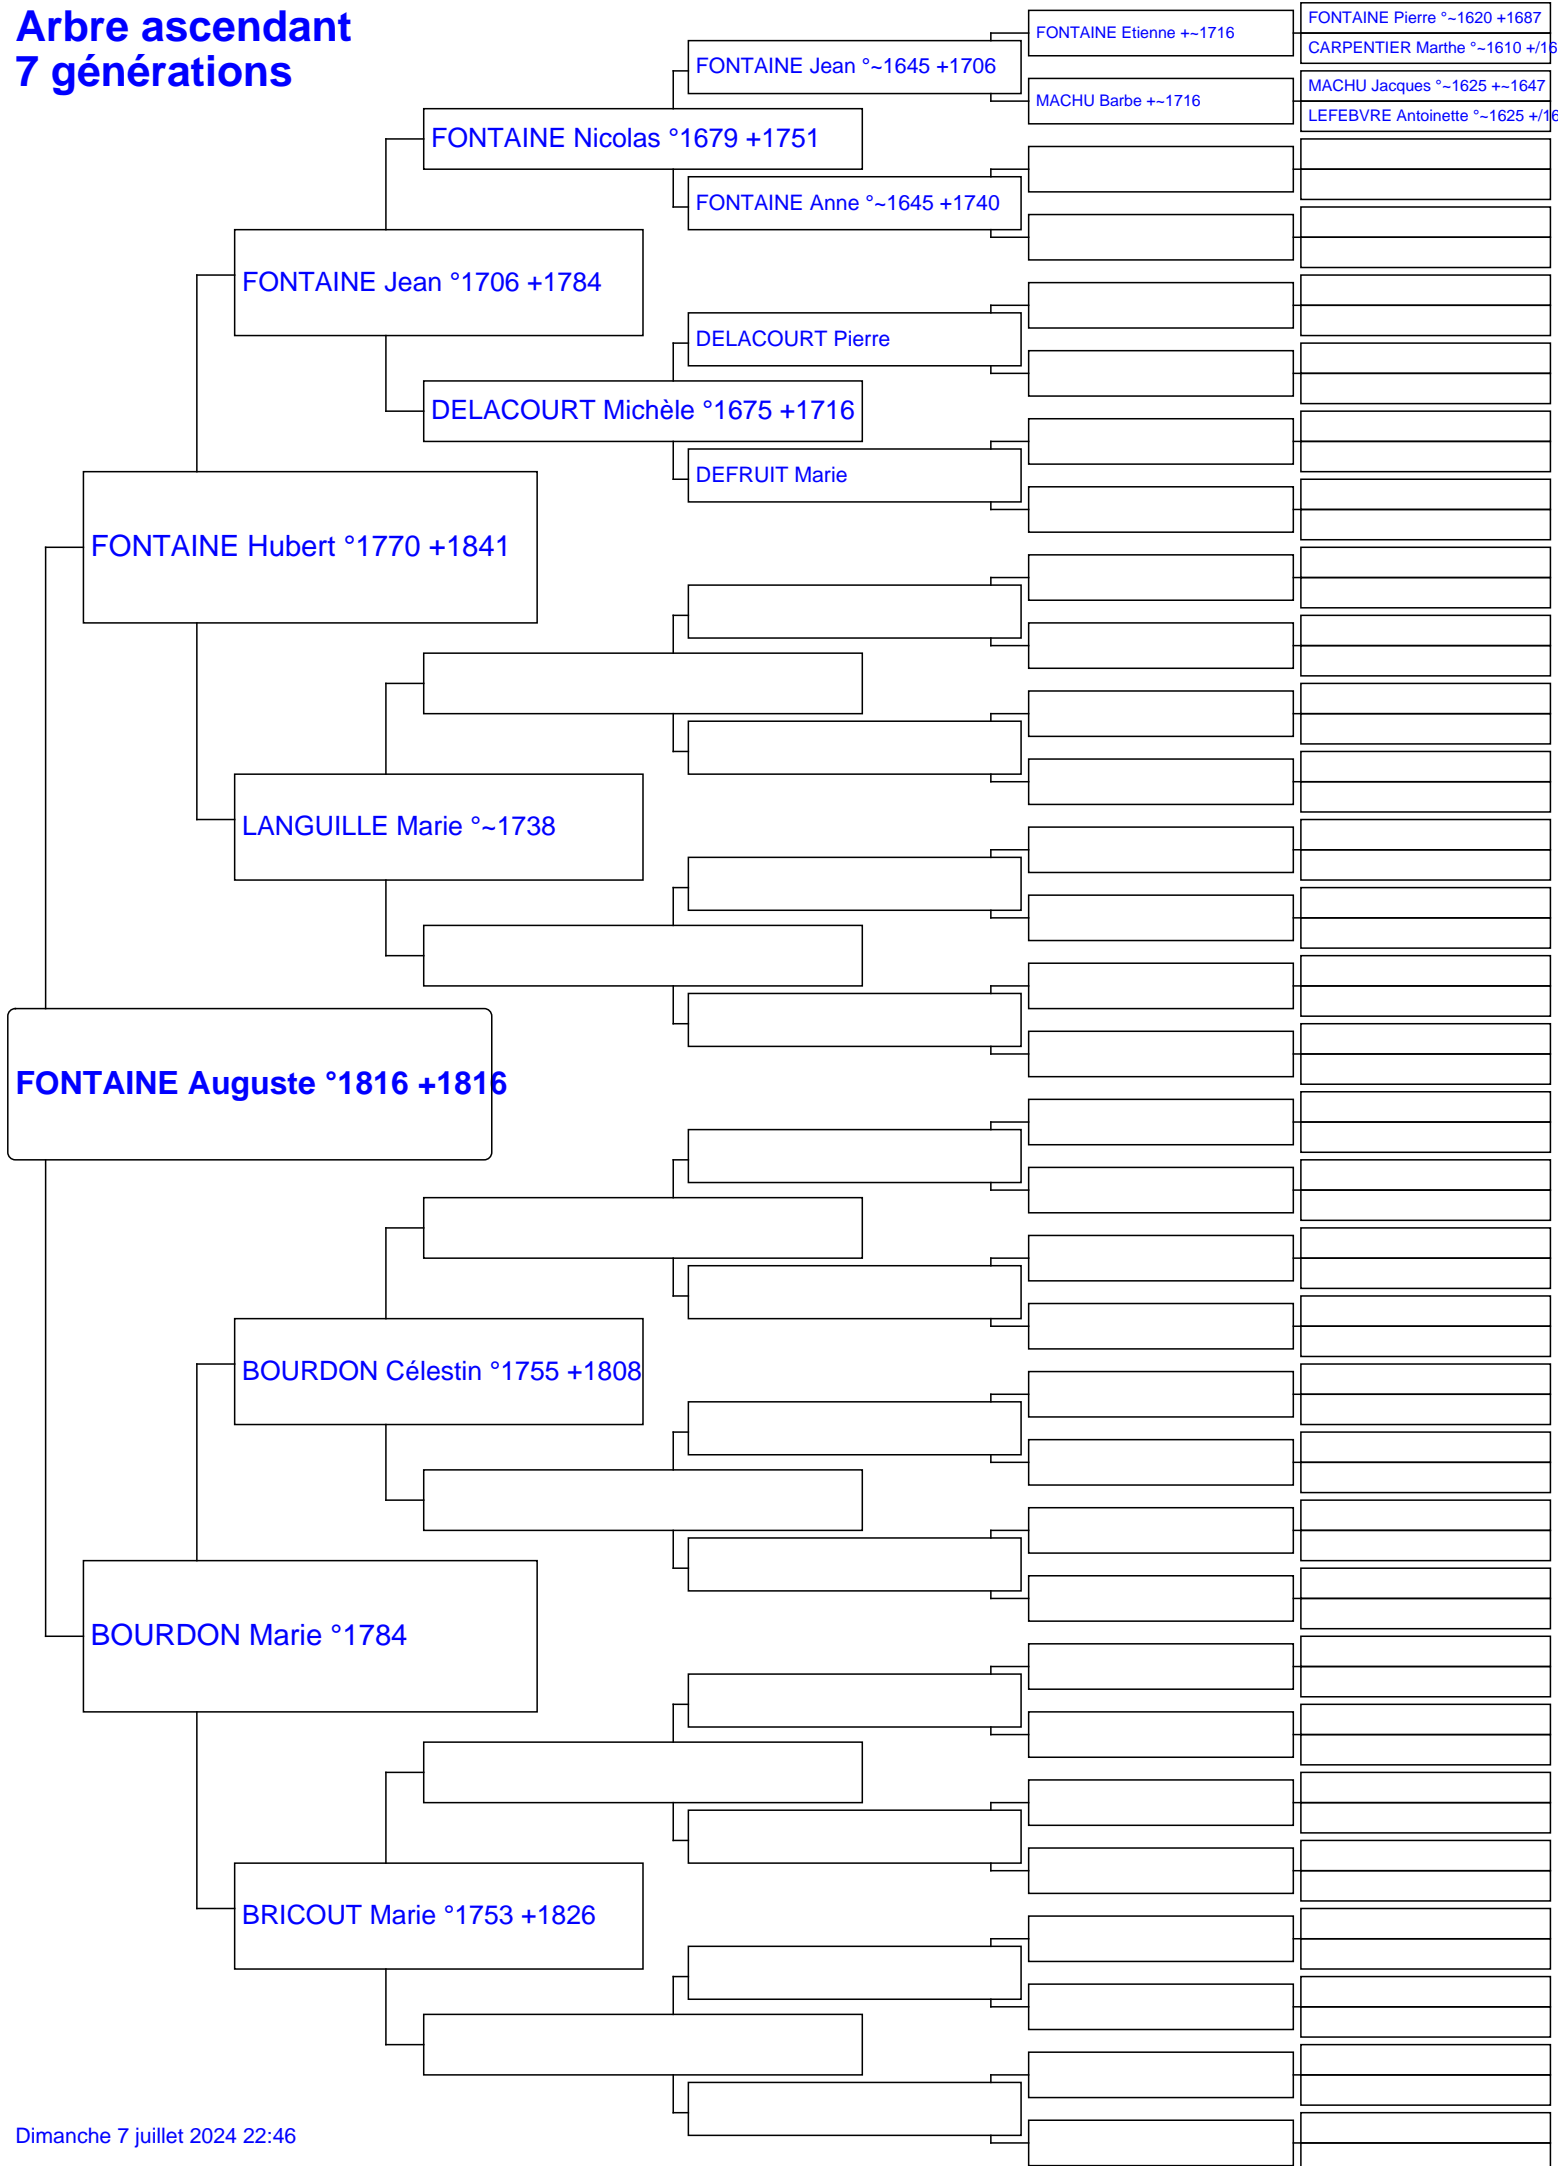 Arbre ascendant
7 générations
FONTAINE Auguste °1816 +1816
FONTAINE Hubert °1770 +1841
BOURDON Marie °1784
FONTAINE Jean °1706 +1784
LANGUILLE Marie °~1738
BOURDON Célestin °1755 +1808
BRICOUT Marie °1753 +1826
FONTAINE Nicolas °1679 +1751
DELACOURT Michèle °1675 +1716
FONTAINE Jean °~1645 +1706
FONTAINE Anne °~1645 +1740
DELACOURT Pierre
DEFRUIT Marie
FONTAINE Etienne +~1716
MACHU Barbe +~1716
FONTAINE Pierre °~1620 +1687
CARPENTIER Marthe °~1610 +/16
MACHU Jacques °~1625 +~1647
LEFEBVRE Antoinette °~1625 +/16
Dimanche 7 juillet 2024 22:46